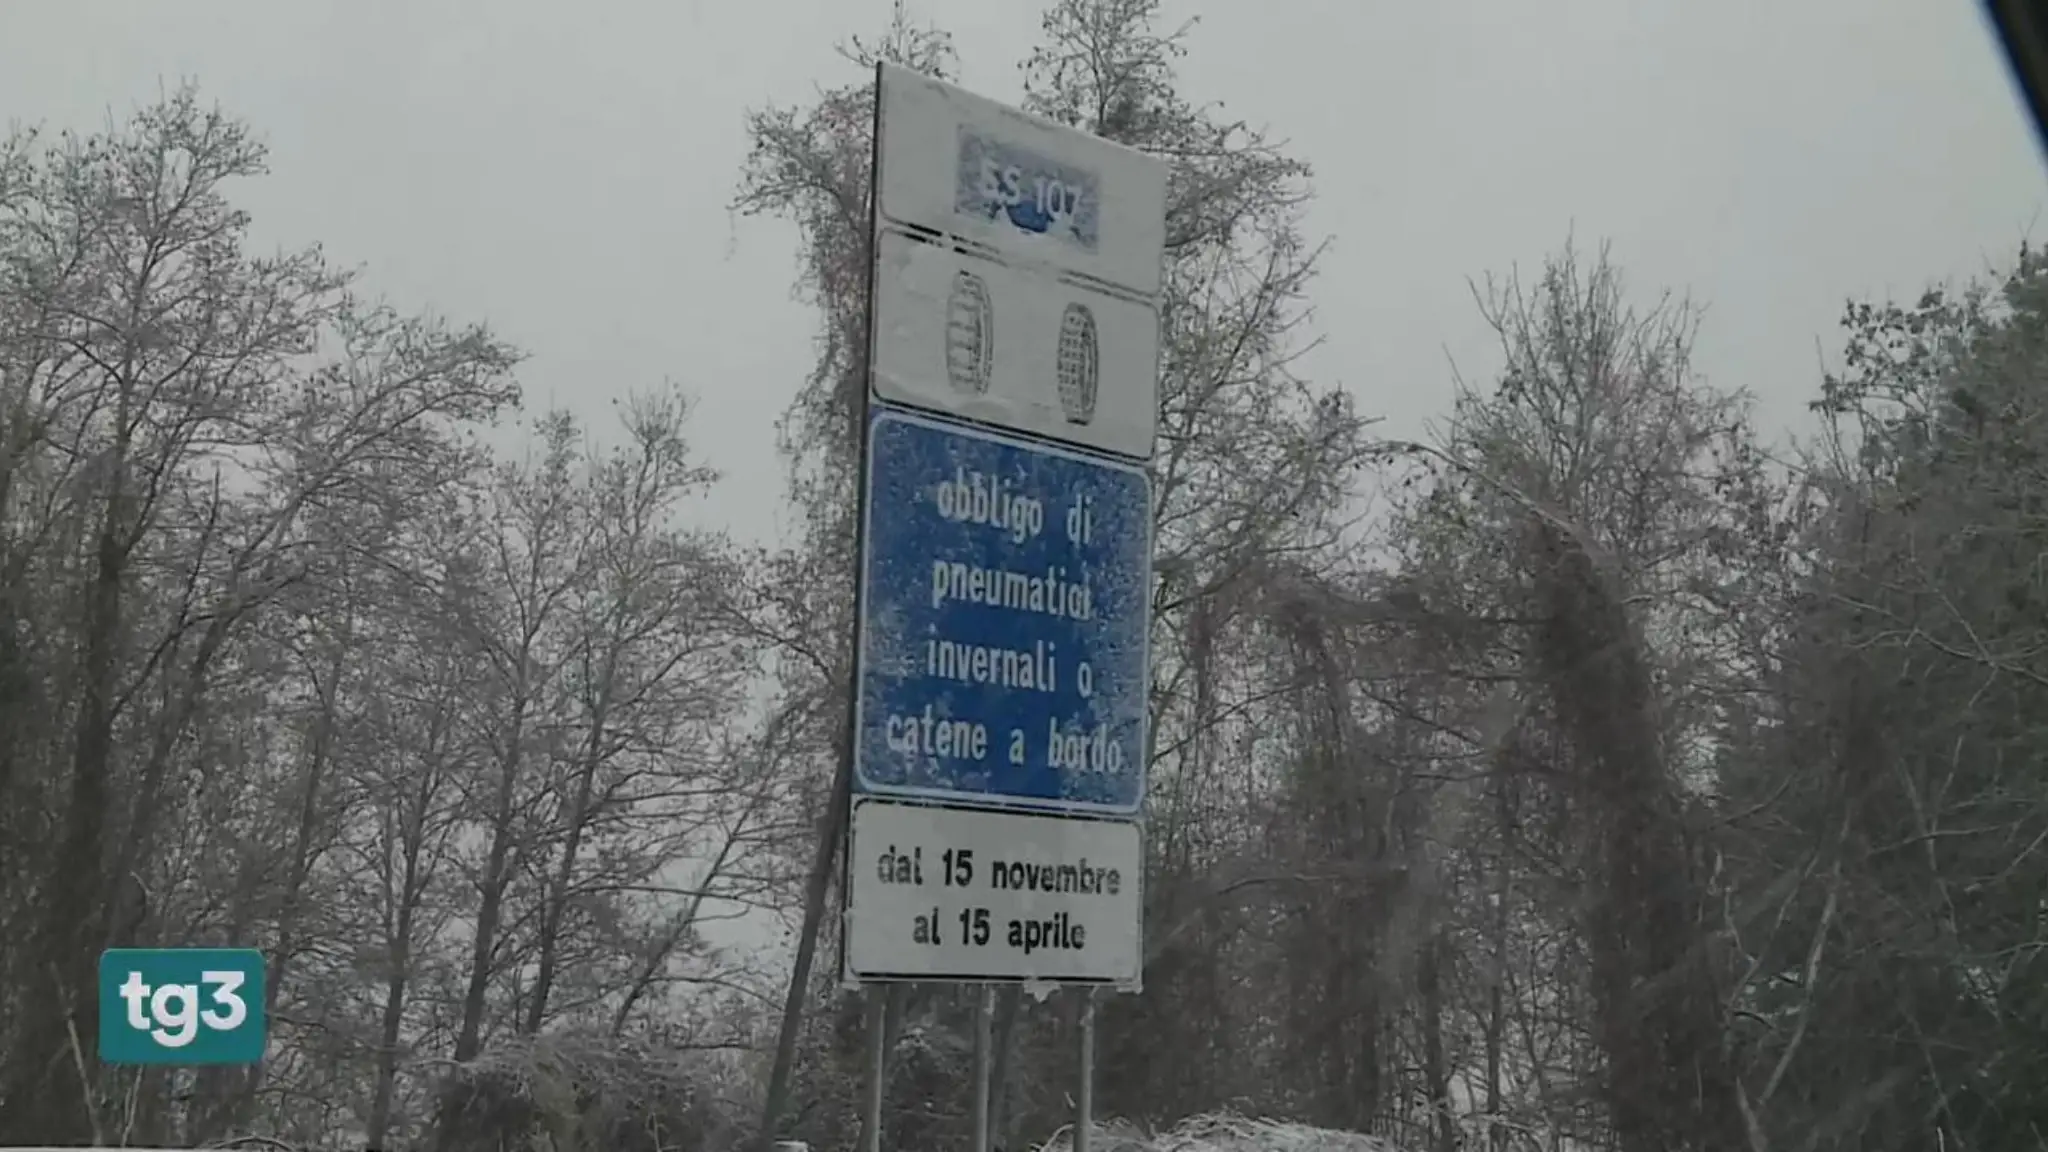 SS 107
obbligo di
pneumatici
invernali o
catene a bordo
dal 15 novembre
al 15 aprile
tg3